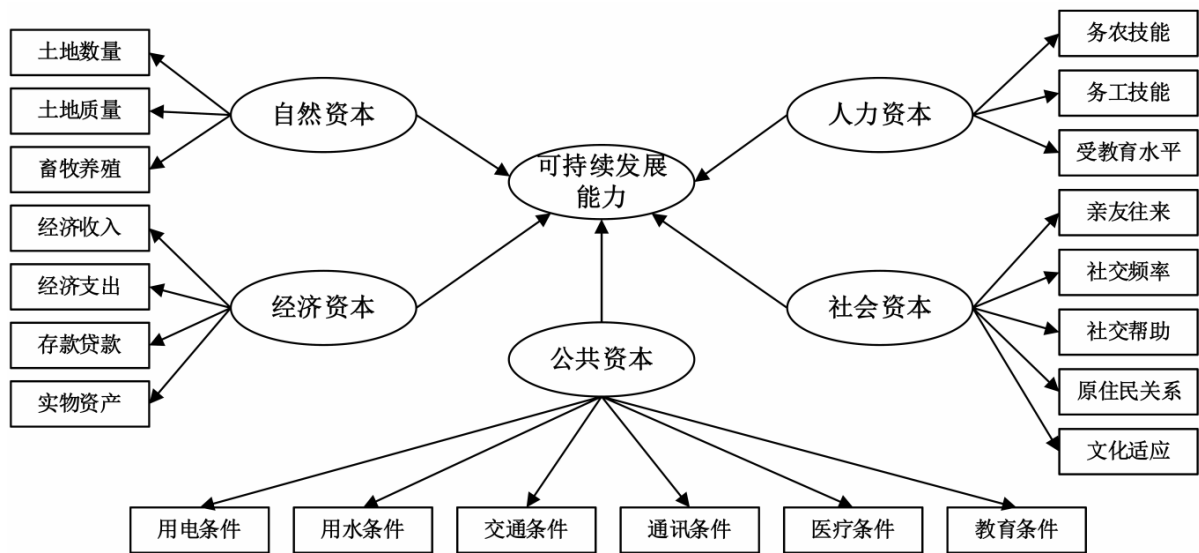 土地数量
土地质量
畜牧养殖
自然资本
经济收入
经济支出
存款贷款
实物资产
经济资本
可持续发展
能力
公共资本
人力资本
务农技能
务工技能
受教育水平
社会资本
亲友往来
社交频率
社交帮助
原住民关系
文化适应
用电条件
用水条件
交通条件
通讯条件
医疗条件
教育条件